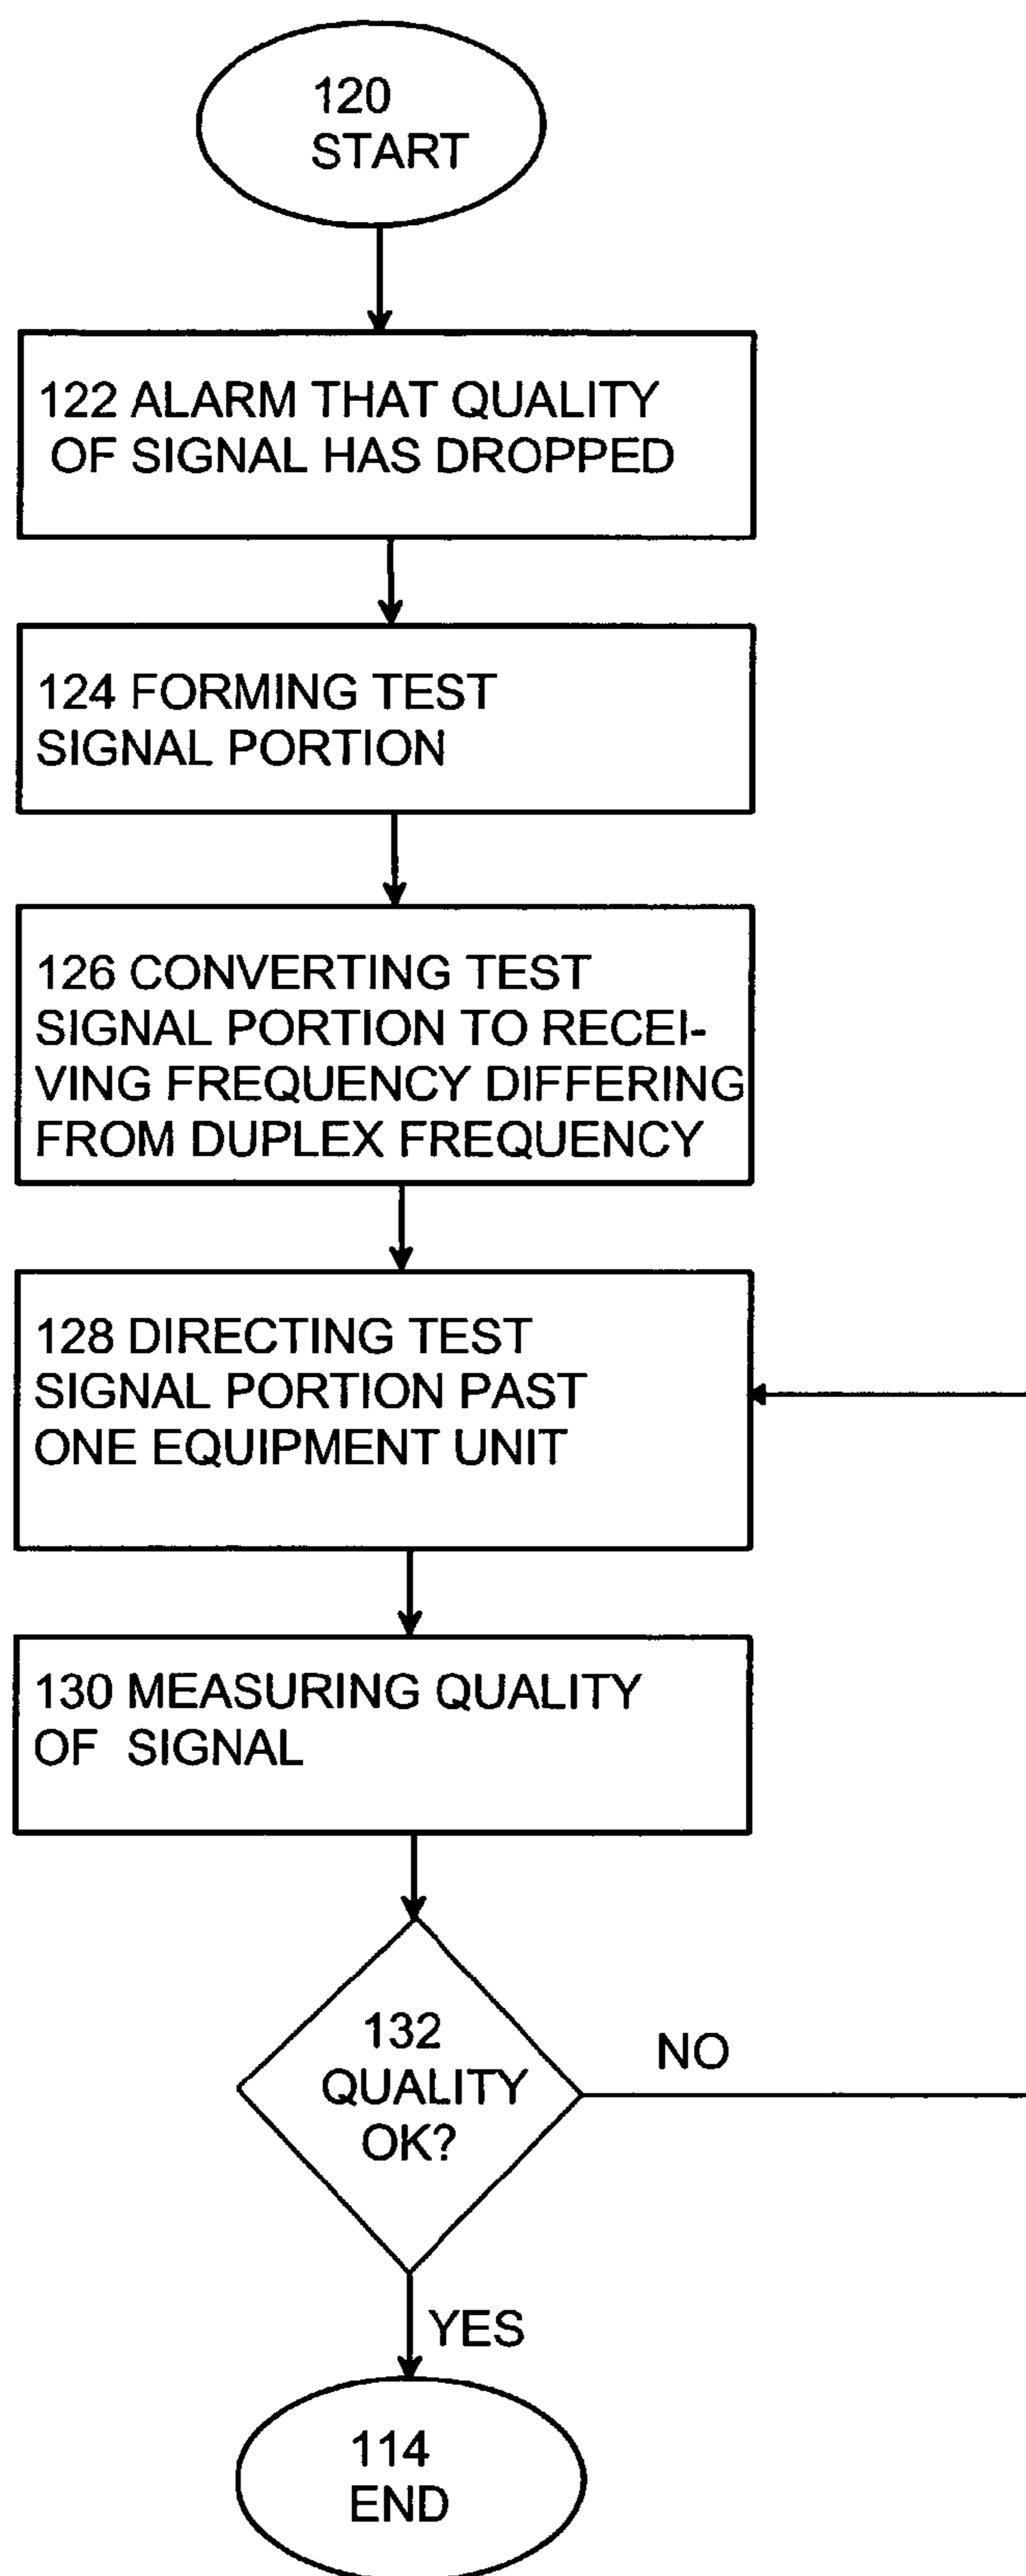 120
START
122 ALARM THAT QUALITY
OF SIGNAL HAS DROPPED
124 FORMING TEST
SIGNAL PORTION
126 CONVERTING TEST
SIGNAL PORTION TO RECEI-
VING FREQUENCY DIFFERING
FROM DUPLEX FREQUENCY
128 DIRECTING TEST
SIGNAL PORTION PAST
ONE EQUIPMENT UNIT
130 MEASURING QUALITY
OF SIGNAL
132
QUALITY
OK?
NO
YES
114
END